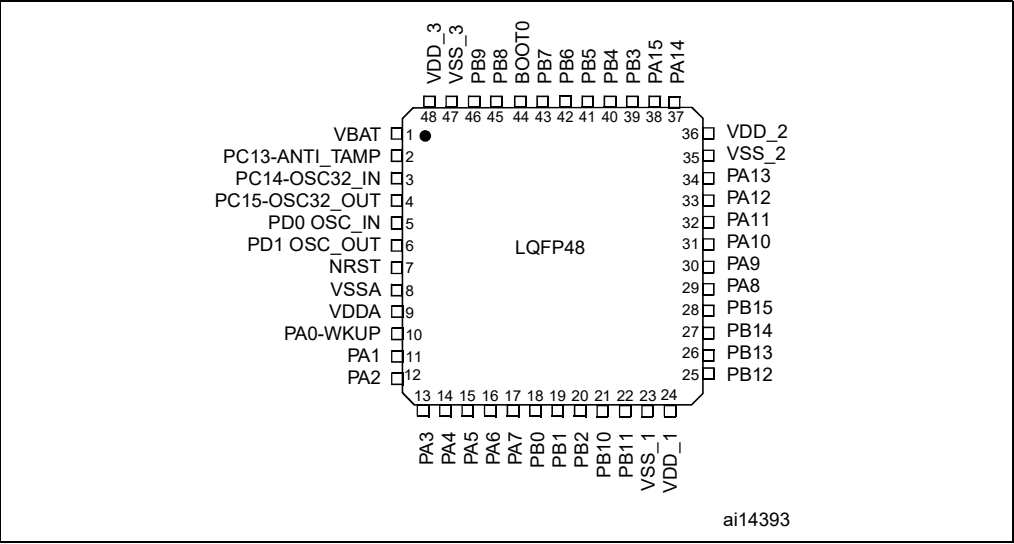 VDD_3
VSS_3
PB9
PB8
BOOT0
PB7
PB6
PB5
PB4
PB3
PA15
PA14
48 47 46 45 44 43 42 41 40 39 38 37
VBAT 1
PC13-ANTI_TAMP 2
PC14-OSC32_IN 3
PC15-OSC32_OUT 4
PD0 OSC_IN 5
PD1 OSC_OUT 6
NRST 7
VSSA 8
VDDA 9
PA0-WKUP 10
PA1 11
PA2 12
LQFP48
36 VDD_2
35 VSS_2
34 PA13
33 PA12
32 PA11
31 PA10
30 PA9
29 PA8
28 PB15
27 PB14
26 PB13
25 PB12
13 14 15 16 17 18 19 20 21 22 23 24
PA3
PA4
PA5
PA6
PA7
PB0
PB1
PB2
PB10
PB11
VSS_1
VDD_1
ai14393